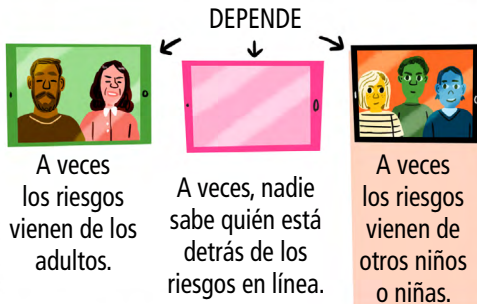 DEPENDE
A veces
los riesgos
vienen de los
adultos.
A veces, nadie
sabe quién está
detrás de los
riesgos en línea.
A veces
los riesgos
vienen de
otros niños
o niñas.